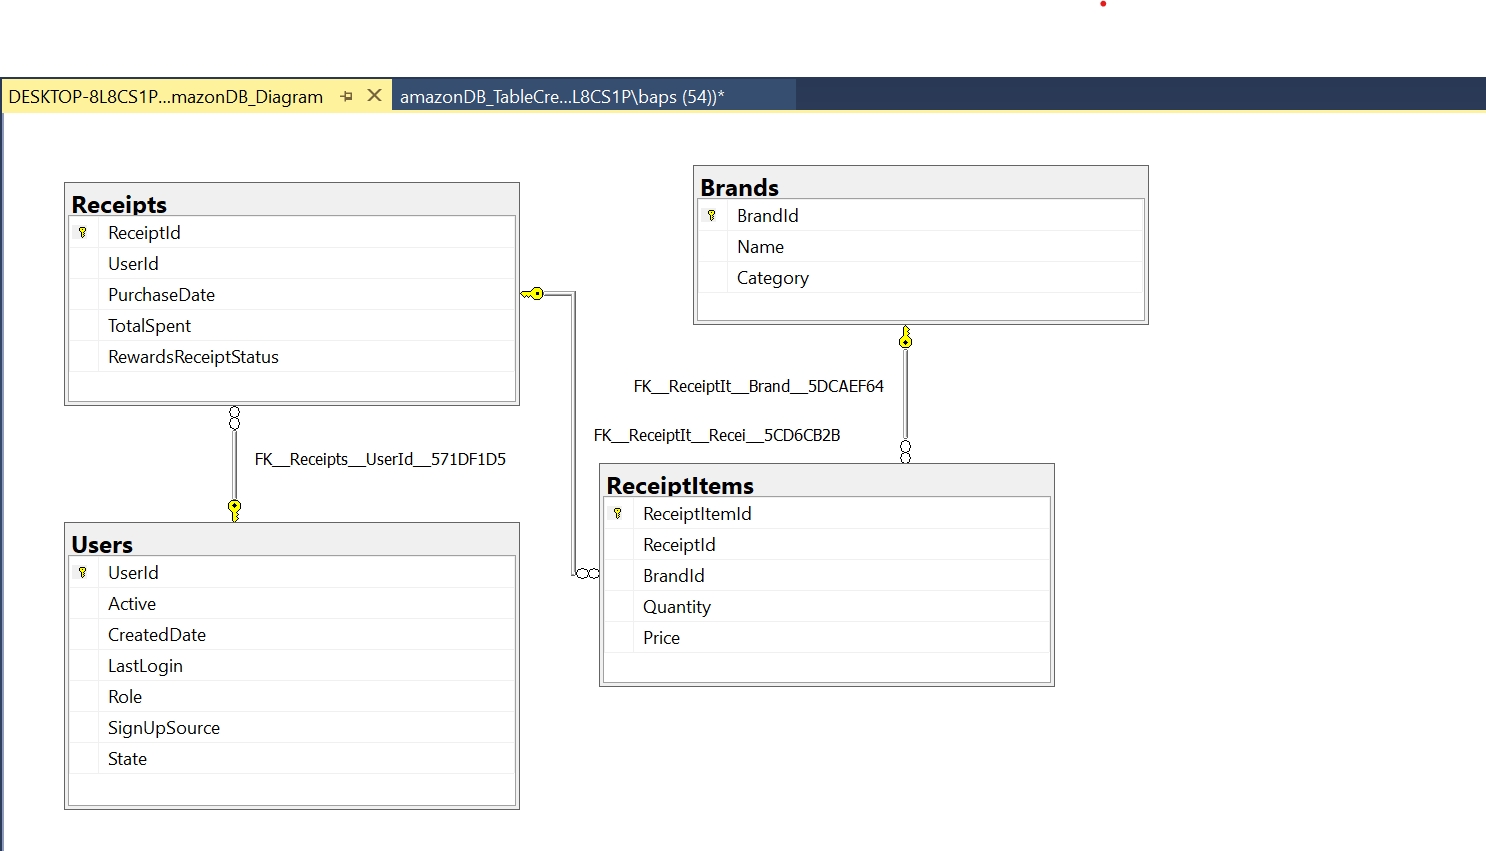 DESKTOP-8L8CS1P...mazonDB_Diagram
amazonDB_TableCre...L8CS1P\baps (54))*
Receipts
ReceiptId
UserId
PurchaseDate
TotalSpent
RewardsReceiptStatus
Brands
BrandId
Name
Category
FK__ReceiptIt__Brand__5DCAEF64
FK__ReceiptIt__Recei__5CD6CB2B
FK__Receipts__UserId__571DF1D5
Users
UserId
Active
CreatedDate
LastLogin
Role
SignUpSource
State
ReceiptItems
ReceiptItemId
ReceiptId
BrandId
Quantity
Price